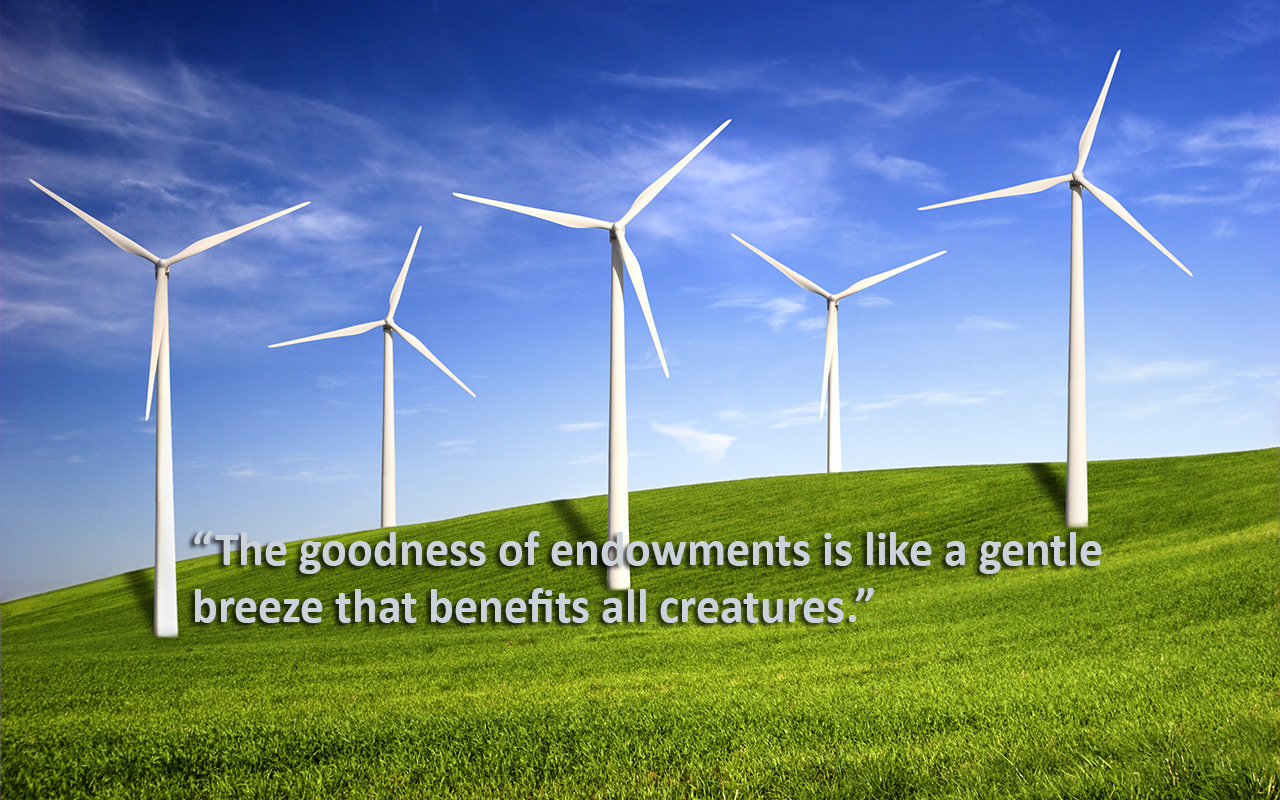 “The goodness of endowments is like a gentle
breeze that benefits all creatures.”